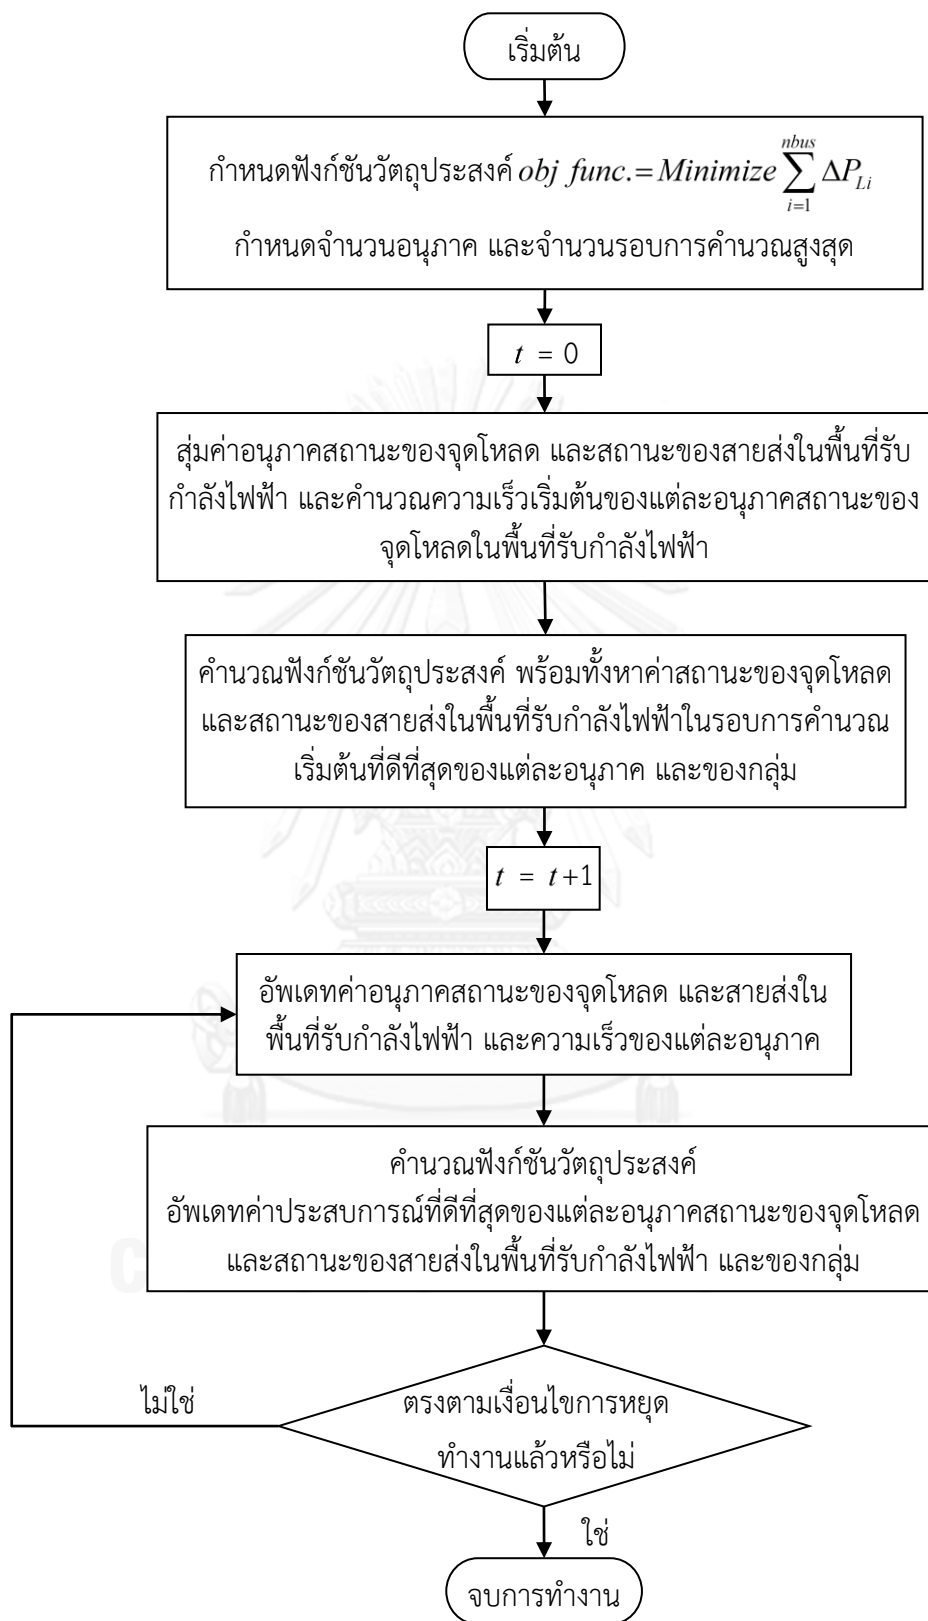 เริ่มต้น
กำหนดฟังก์ชันวัตถุประสงค์ obj func.= Minimize \sum_{i=1}^{nbus} \Delta P_{Li}
กำหนดจำนวนอนุภาค และจำนวนรอบการคำนวณสูงสุด
t = 0
สุ่มค่าอนุภาคสถานะของจุดโหลด และสถานะของสายส่งในพื้นที่รับ
กำลังไฟฟ้า และคำนวณความเร็วเริ่มต้นของแต่ละอนุภาคสถานะของ
จุดโหลดในพื้นที่รับกำลังไฟฟ้า
คำนวณฟังก์ชันวัตถุประสงค์ พร้อมทั้งหาค่าสถานะของจุดโหลด
และสถานะของสายส่งในพื้นที่รับกำลังไฟฟ้าในรอบการคำนวณ
เริ่มต้นที่ดีที่สุดของแต่ละอนุภาค และของกลุ่ม
t = t+1
อัพเดทค่าอนุภาคสถานะของจุดโหลด และสายส่งใน
พื้นที่รับกำลังไฟฟ้า และความเร็วของแต่ละอนุภาค
คำนวณฟังก์ชันวัตถุประสงค์
อัพเดทค่าประสบการณ์ที่ดีที่สุดของแต่ละอนุภาคสถานะของจุดโหลด
และสถานะของสายส่งในพื้นที่รับกำลังไฟฟ้า และของกลุ่ม
ไม่ใช่
ตรงตามเงื่อนไขการหยุด
ทำงานแล้วหรือไม่
ใช่
จบการทำงาน